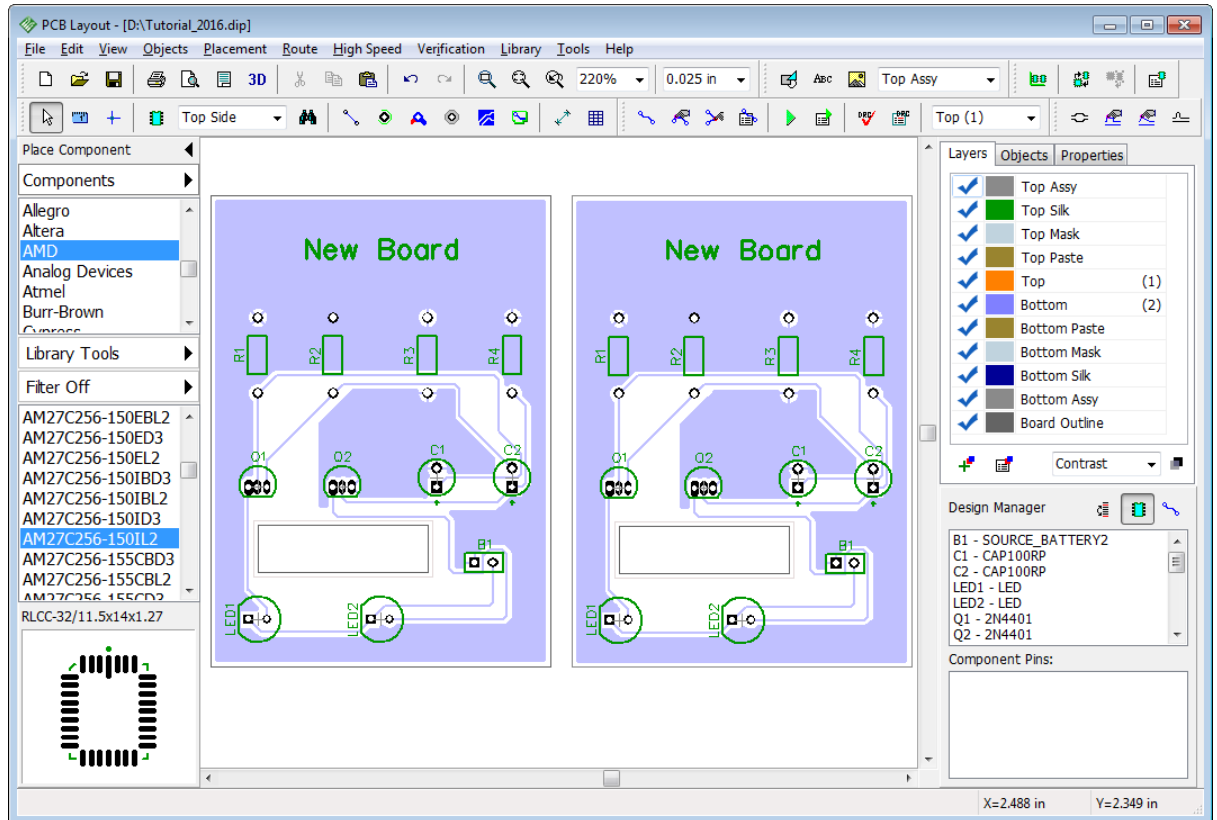 PCB Layout - [D:\Tutorial_2016.dip]
File Edit View Objects Placement Route High Speed Verification Library Tools Help
3D 220% 0.025 in ABC Top Assy
Top Side DRC DRC Top (1)
Place Component
Components
Allegro
Altera
AMD
Analog Devices
Atmel
Burr-Brown
Cypress
Library Tools
Filter Off
AM27C256-150EBL2
AM27C256-150ED3
AM27C256-150EL2
AM27C256-150IBD3
AM27C256-150IBL2
AM27C256-150ID3
AM27C256-150IL2
AM27C256-155CBD3
AM27C256-155CBL2
AM27C256-155CD3
RLCC-32/11.5x14x1.27
New Board
R1 R2 R3 R4
Q1 Q2 C1 C2
+ +
B1
LED1 LED2
New Board
R1 R2 R3 R4
Q1 Q2 C1 C2
+ +
B1
LED1 LED2
Layers Objects Properties
Top Assy
Top Silk
Top Mask
Top Paste
Top (1)
Bottom (2)
Bottom Paste
Bottom Mask
Bottom Silk
Bottom Assy
Board Outline
Contrast
Design Manager
B1 - SOURCE_BATTERY2
C1 - CAP100RP
C2 - CAP100RP
LED1 - LED
LED2 - LED
Q1 - 2N4401
Q2 - 2N4401
Component Pins:
X=2.488 in Y=2.349 in